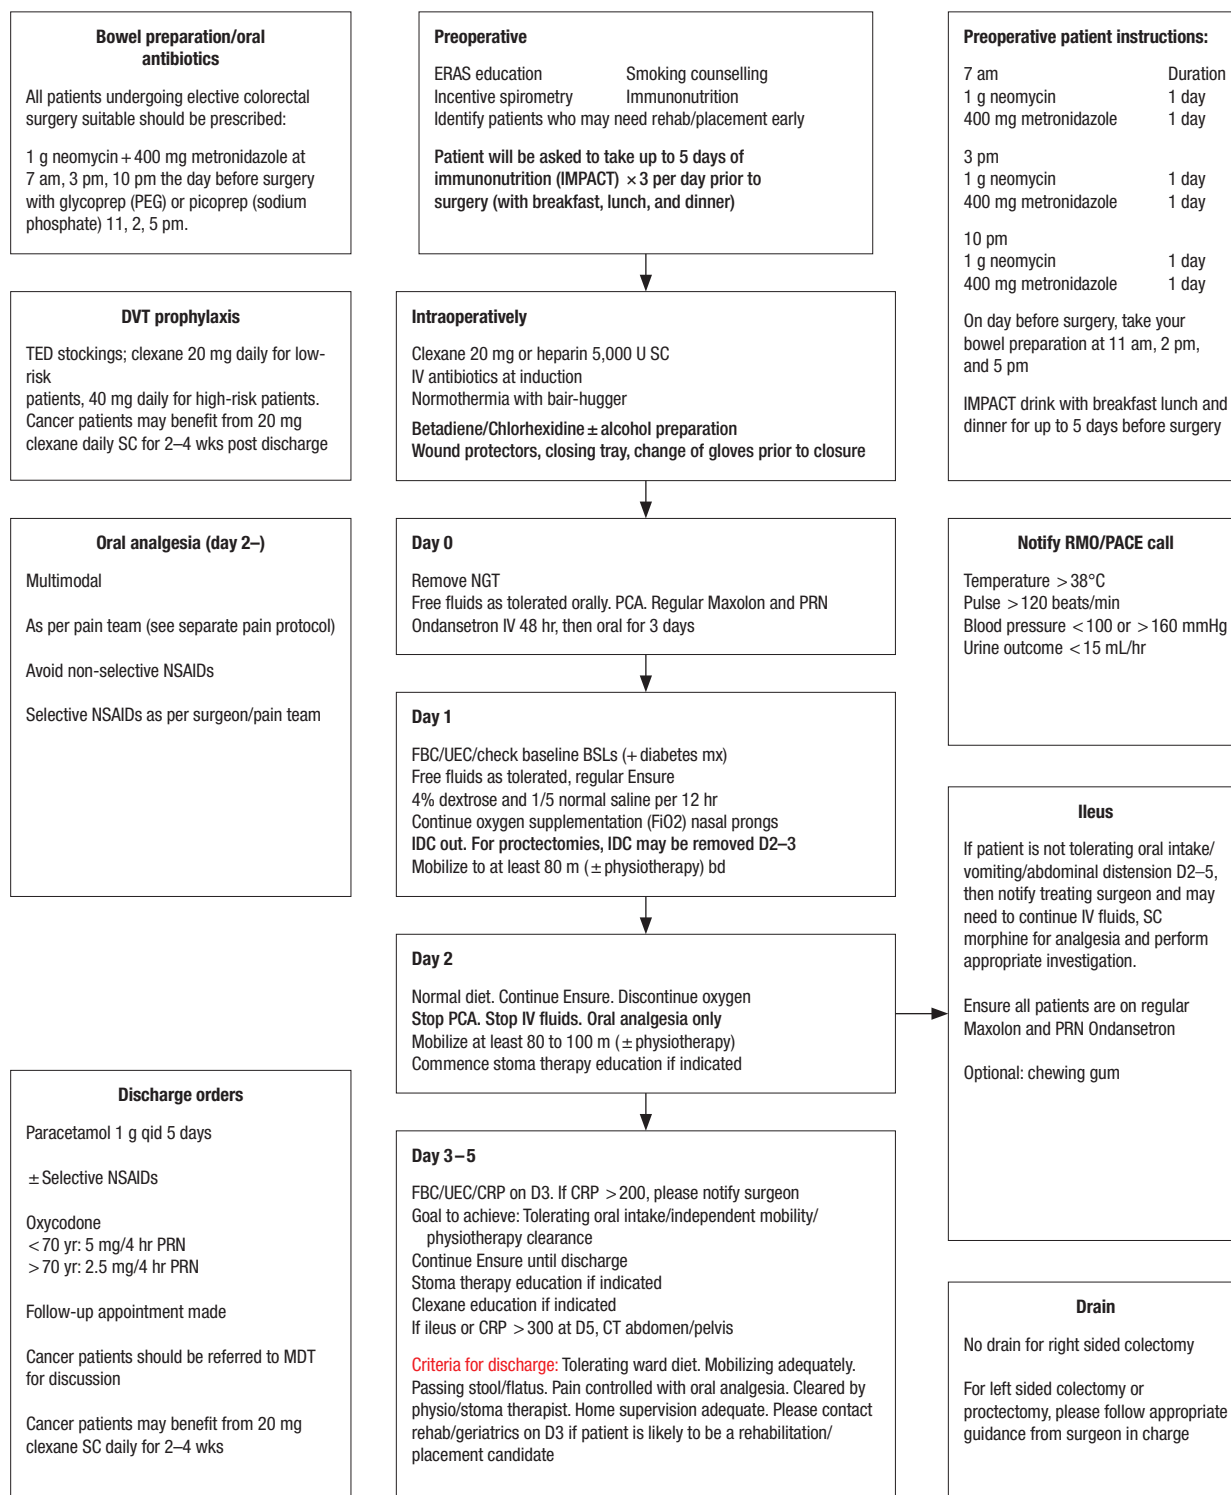 Bowel preparation/oral
antibiotics
All patients undergoing elective colorectal
surgery suitable should be prescribed:
1 g neomycin + 400 mg metronidazole at
7 am, 3 pm, 10 pm the day before surgery
with glycoprep (PEG) or picoprep (sodium
phosphate) 11, 2, 5 pm.
DVT prophylaxis
TED stockings; clexane 20 mg daily for low-
risk
patients, 40 mg daily for high-risk patients.
Cancer patients may benefit from 20 mg
clexane daily SC for 2–4 wks post discharge
Oral analgesia (day 2–)
Multimodal
As per pain team (see separate pain protocol)
Avoid non-selective NSAIDs
Selective NSAIDs as per surgeon/pain team
Discharge orders
Paracetamol 1 g qid 5 days
± Selective NSAIDs
Oxycodone
<70 yr: 5 mg/4 hr PRN
>70 yr: 2.5 mg/4 hr PRN
Follow-up appointment made
Cancer patients should be referred to MDT
for discussion
Cancer patients may benefit from 20 mg
clexane SC daily for 2–4 wks
Preoperative
ERAS education Smoking counselling
Incentive spirometry Immunonutrition
Identify patients who may need rehab/placement early
Patient will be asked to take up to 5 days of
immunonutrition (IMPACT) ×3 per day prior to
surgery (with breakfast, lunch, and dinner)
Intraoperatively
Clexane 20 mg or heparin 5,000 U SC
IV antibiotics at induction
Normothermia with bair-hugger
Betadiene/Chlorhexidine ± alcohol preparation
Wound protectors, closing tray, change of gloves prior to closure
Day 0
Remove NGT
Free fluids as tolerated orally. PCA. Regular Maxolon and PRN
Ondansetron IV 48 hr, then oral for 3 days
Day 1
FBC/UEC/check baseline BSLs (+ diabetes mx)
Free fluids as tolerated, regular Ensure
4% dextrose and 1/5 normal saline per 12 hr
Continue oxygen supplementation (FiO2) nasal prongs
IDC out. For proctectomies, IDC may be removed D2–3
Mobilize to at least 80 m (± physiotherapy) bd
Day 2
Normal diet. Continue Ensure. Discontinue oxygen
Stop PCA. Stop IV fluids. Oral analgesia only
Mobilize at least 80 to 100 m (± physiotherapy)
Commence stoma therapy education if indicated
Day 3–5
FBC/UEC/CRP on D3. If CRP >200, please notify surgeon
Goal to achieve: Tolerating oral intake/independent mobility/
physiotherapy clearance
Continue Ensure until discharge
Stoma therapy education if indicated
Clexane education if indicated
If ileus or CRP >300 at D5, CT abdomen/pelvis
Criteria for discharge: Tolerating ward diet. Mobilizing adequately.
Passing stool/flatus. Pain controlled with oral analgesia. Cleared by
physio/stoma therapist. Home supervision adequate. Please contact
rehab/geriatrics on D3 if patient is likely to be a rehabilitation/
placement candidate
Preoperative patient instructions:
7 am Duration
1 g neomycin 1 day
400 mg metronidazole 1 day
3 pm
1 g neomycin 1 day
400 mg metronidazole 1 day
10 pm
1 g neomycin 1 day
400 mg metronidazole 1 day
On day before surgery, take your
bowel preparation at 11 am, 2 pm,
and 5 pm
IMPACT drink with breakfast lunch and
dinner for up to 5 days before surgery
Notify RMO/PACE call
Temperature >38°C
Pulse >120 beats/min
Blood pressure <100 or >160 mmHg
Urine outcome <15 mL/hr
Ileus
If patient is not tolerating oral intake/
vomiting/abdominal distension D2–5,
then notify treating surgeon and may
need to continue IV fluids, SC
morphine for analgesia and perform
appropriate investigation.
Ensure all patients are on regular
Maxolon and PRN Ondansetron
Optional: chewing gum
Drain
No drain for right sided colectomy
For left sided colectomy or
proctectomy, please follow appropriate
guidance from surgeon in charge